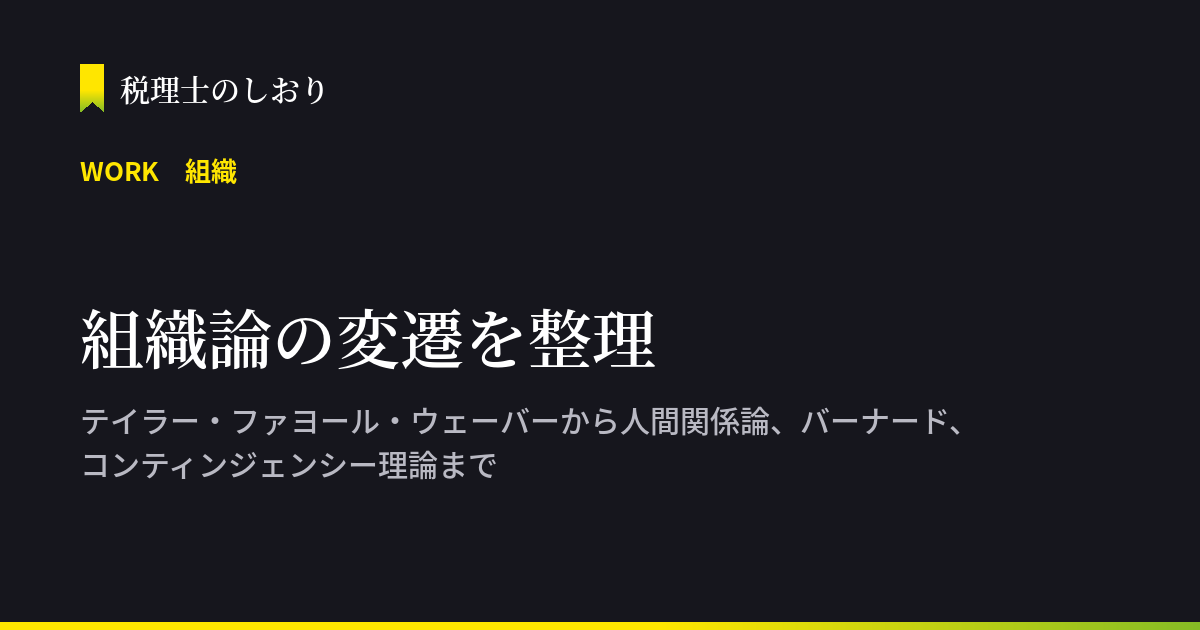 税理士のしおり
WORK　組織
組織論の変遷を整理
テイラー・ファヨール・ウェーバーから人間関係論、バーナード、
コンティンジェンシー理論まで